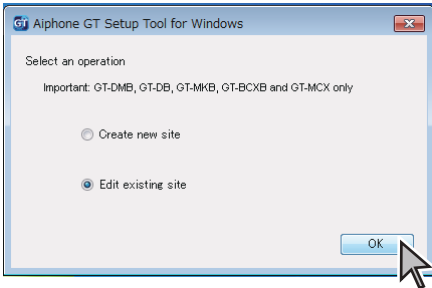 GT Aiphone GT Setup Tool for Windows
Select an operation
Important: GT-DMB, GT-DB, GT-MKB, GT-BCXB and GT-MCX only
Create new site
Edit existing site
OK